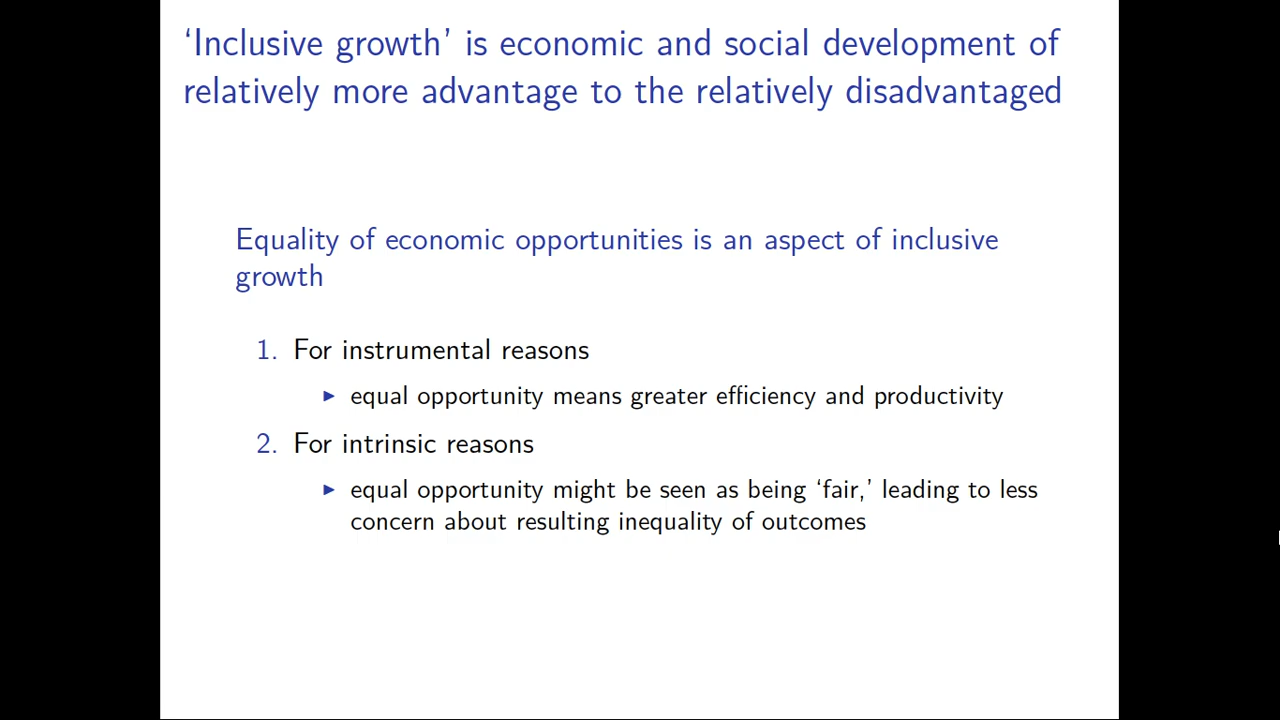 ‘Inclusive growth’ is economic and social development of
relatively more advantage to the relatively disadvantaged
Equality of economic opportunities is an aspect of inclusive
growth
1. For instrumental reasons
▶ equal opportunity means greater efficiency and productivity
2. For intrinsic reasons
▶ equal opportunity might be seen as being ‘fair,’ leading to less
concern about resulting inequality of outcomes